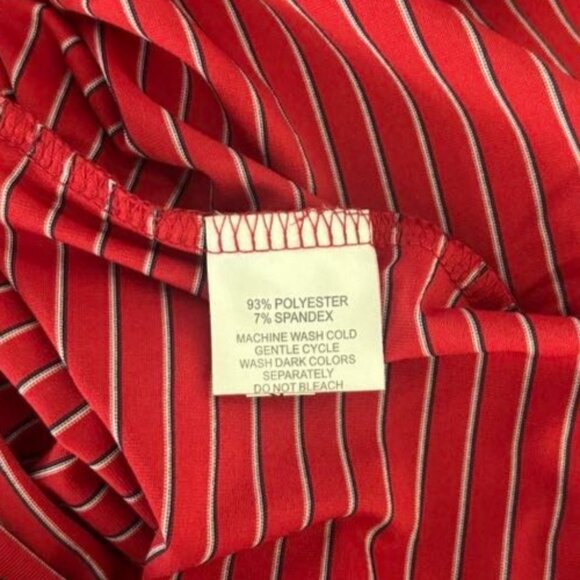 93% POLYESTER
7% SPANDEX
MACHINE WASH COLD
GENTLE CYCLE
WASH DARK COLORS
SEPARATELY
DO NOT BLEACH